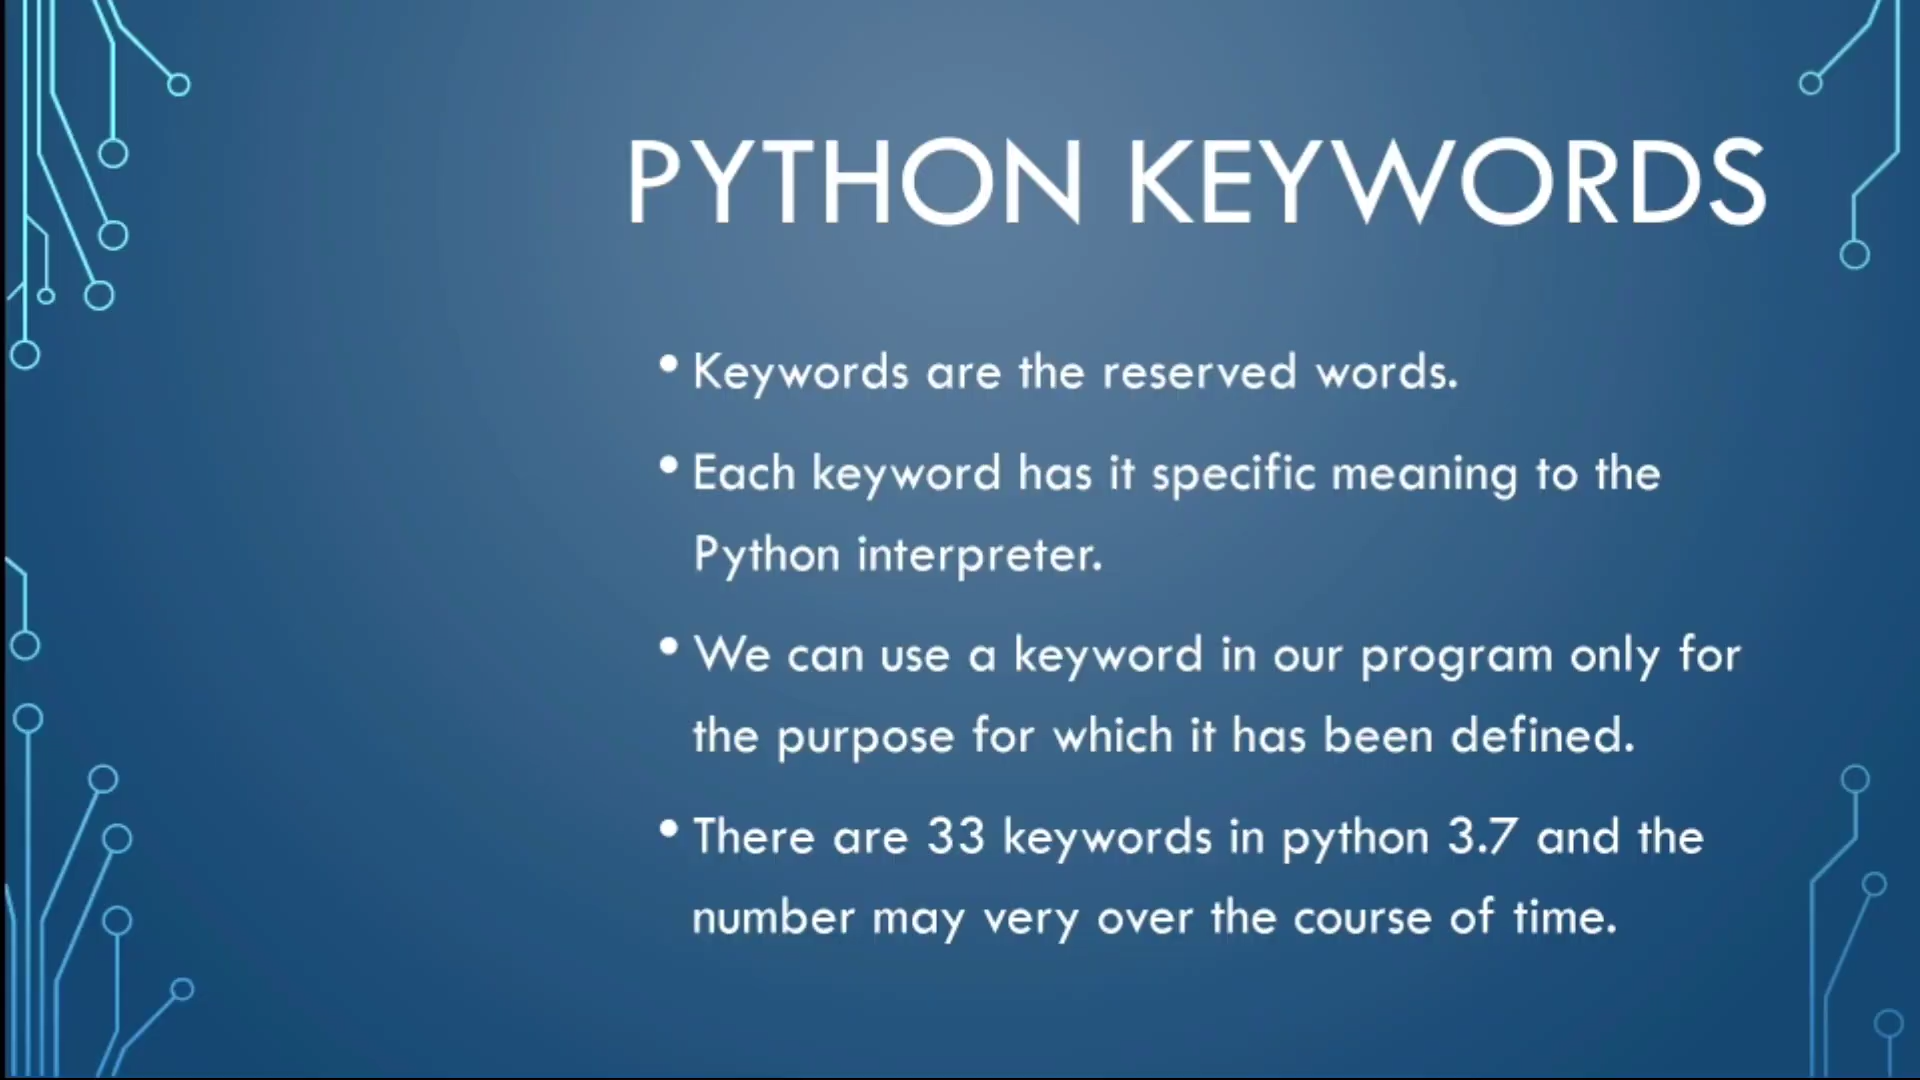 PYTHON KEYWORDS
• Keywords are the reserved words.
• Each keyword has it specific meaning to the
Python interpreter.
• We can use a keyword in our program only for
the purpose for which it has been defined.
• There are 33 keywords in python 3.7 and the
number may very over the course of time.